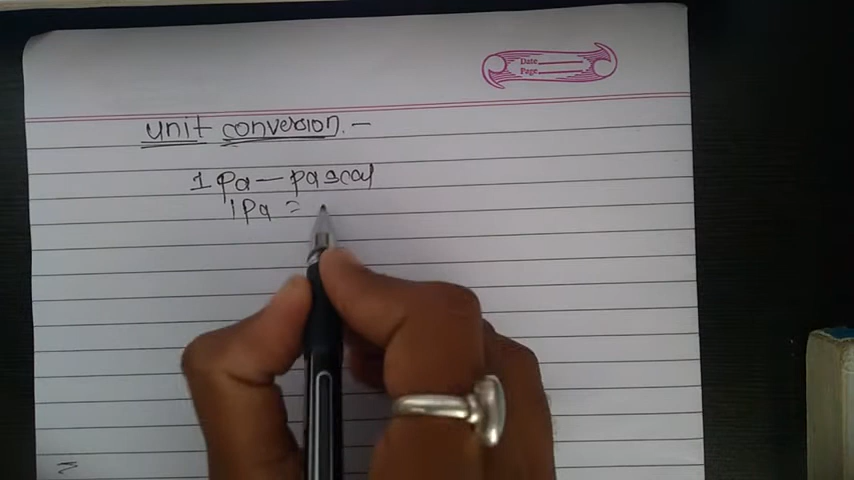 Date
Page
unit conversion. -
1 Pa — pascal
1 Pa =